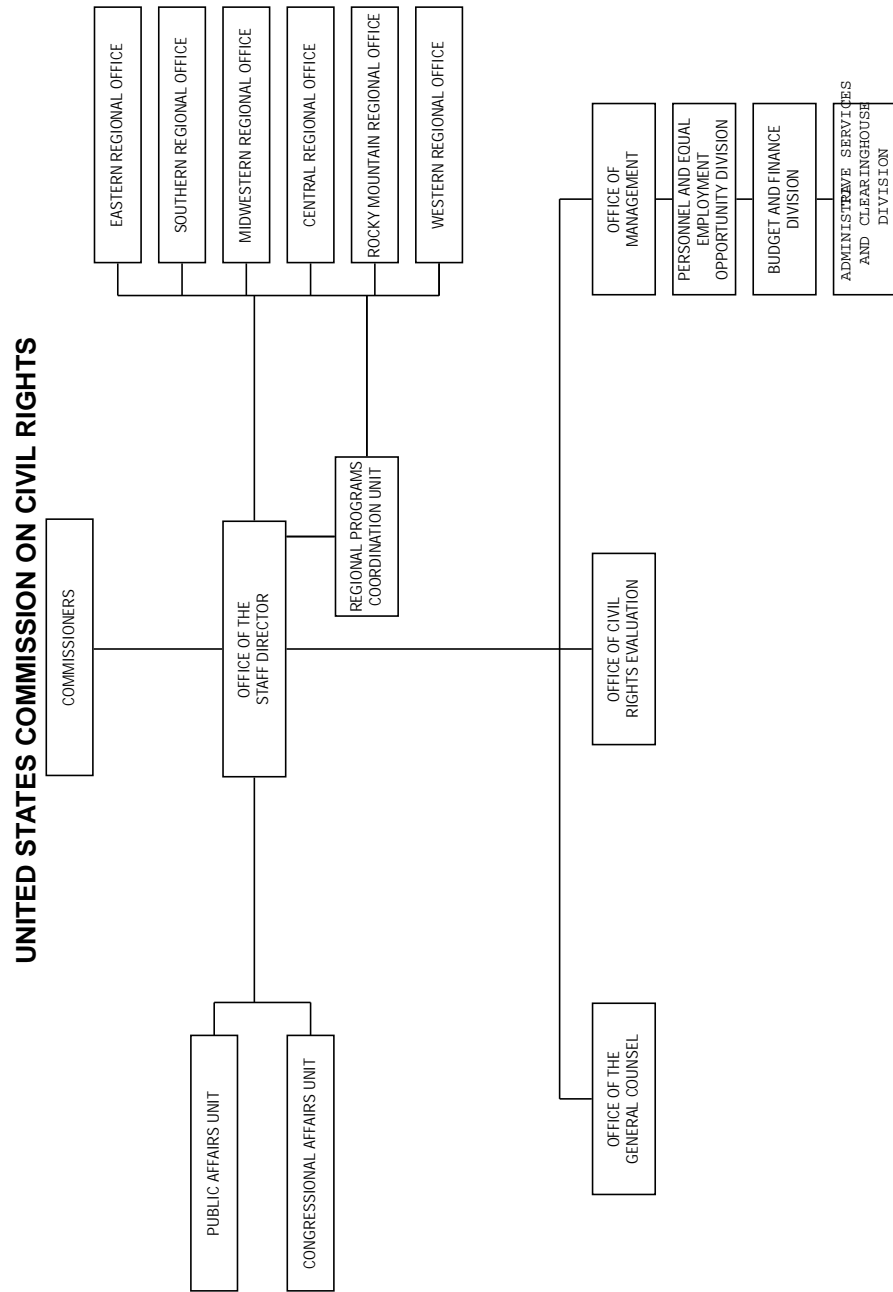 UNITED STATES COMMISSION ON CIVIL RIGHTS
COMMISSIONERS
OFFICE OF THE
STAFF DIRECTOR
PUBLIC AFFAIRS UNIT
CONGRESSIONAL AFFAIRS UNIT
REGIONAL PROGRAMS
COORDINATION UNIT
EASTERN REGIONAL OFFICE
SOUTHERN REGIONAL OFFICE
MIDWESTERN REGIONAL OFFICE
CENTRAL REGIONAL OFFICE
ROCKY MOUNTAIN REGIONAL OFFICE
WESTERN REGIONAL OFFICE
OFFICE OF THE
GENERAL COUNSEL
OFFICE OF CIVIL
RIGHTS EVALUATION
OFFICE OF
MANAGEMENT
PERSONNEL AND EQUAL
EMPLOYMENT
OPPORTUNITY DIVISION
BUDGET AND FINANCE
DIVISION
SERVICES
AND CLEARINGHOUSE
DIVISION